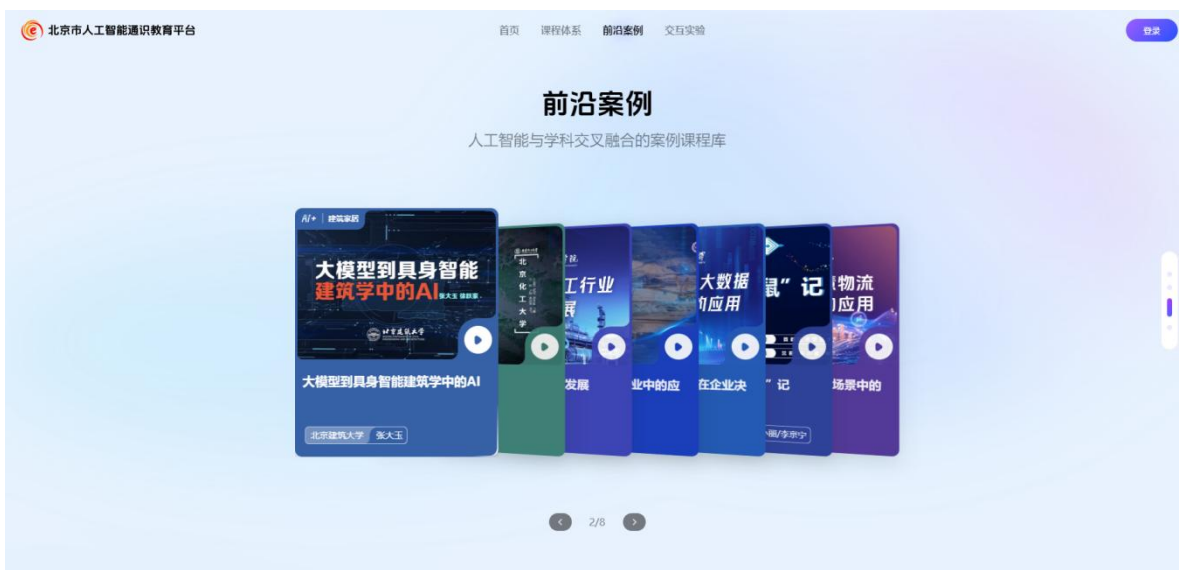 北京市人工智能通识教育平台
首页 课程体系 前沿案例 交互实验
登录
前沿案例
人工智能与学科交叉融合的案例课程库
AI+ | 建筑家居
大模型到具身智能
建筑学中的AI
北京建筑大学
大模型到具身智能建筑学中的AI
北京建筑大学 张大玉
北京化工大学
工行业
展
发展
业中的应
大数据
的应用
在企业决
鼠”记
”记
/李京宁
物流
应用
场景中的
2/8